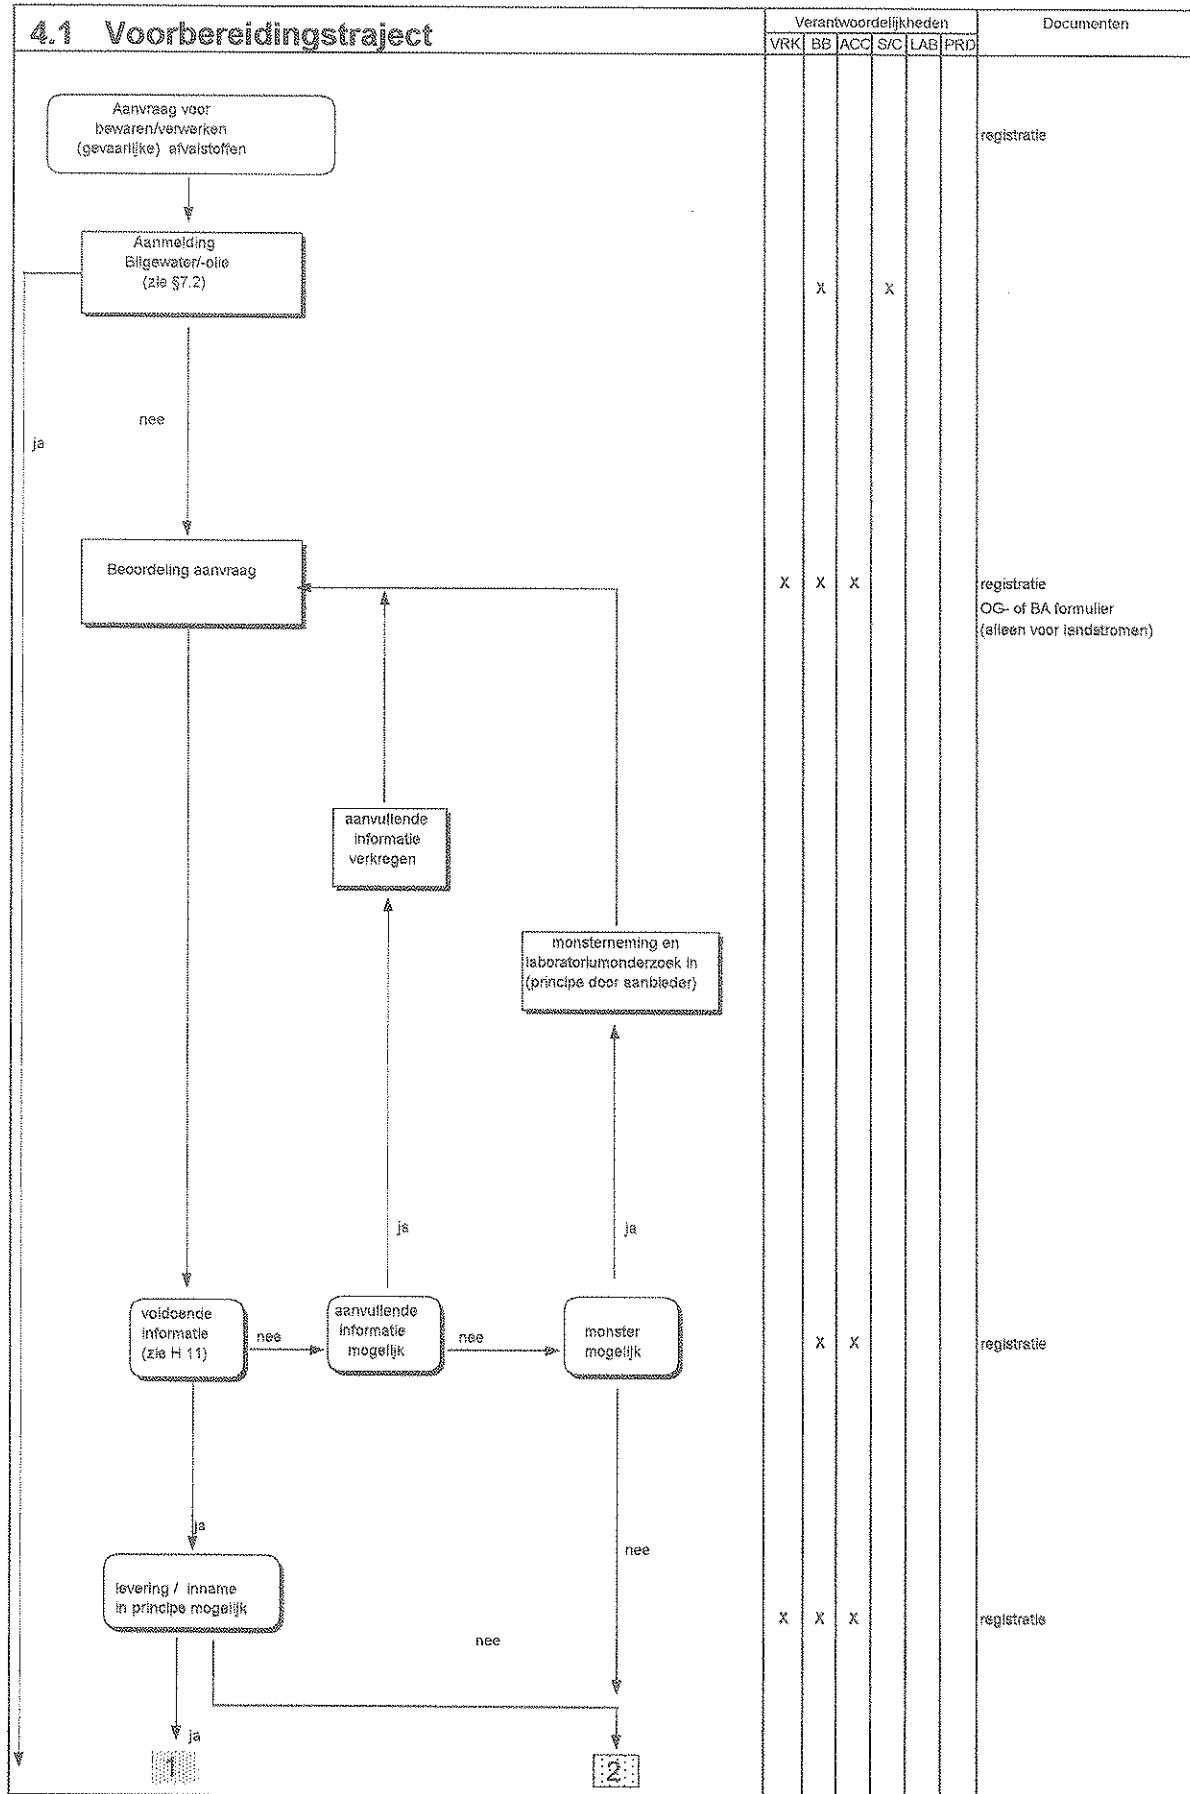 4.1 Voorbereidingstraject
Verantwoordelijkheden
Documenten
VRK BB ACC S/C LAB PRD
Aanvraag voor
bewaren/verwerken
(gevaarlijke) afvalstoffen
registratie
Aanmelding
Bilgewater/-olie
(zie §7.2)
X X
nee
ja
Beoordeling aanvraag
X X X
registratie
OG- of BA formulier
(alleen voor landstromen)
aanvullende
informatie
verkregen
monsterneming en
laboratoriumonderzoek in
(principe door aanbieder)
ja
ja
voldoende
informatie
(zie H 11)
nee
aanvullende
informatie
mogelijk
nee
monster
mogelijk
X X
registratie
ja
nee
levering / inname
in principe mogelijk
X X X
registratie
nee
ja
1
2